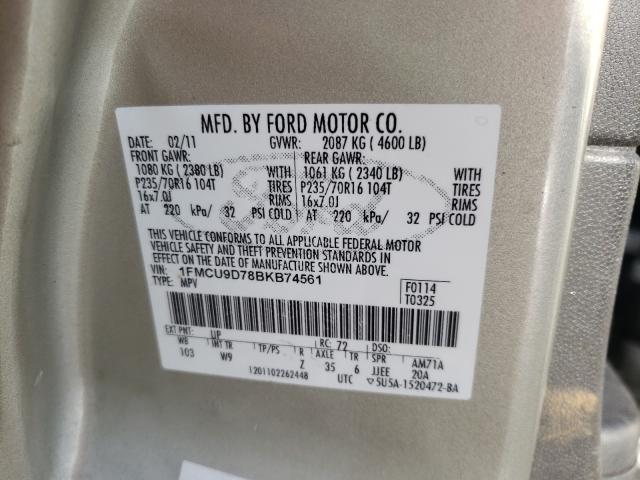 MFD. BY FORD MOTOR CO.
DATE: 02/11 GVWR: 2087 KG (4600 LB)
FRONT GAWR: REAR GAWR:
1080 KG (2380 LB) WITH 1061 KG (2340 LB) WITH
P235/70R16 104T TIRES P235/70R16 104T TIRES
16x7.0J RIMS 16x7.0J RIMS
AT 220 kPa/ 32 PSI COLD AT 220 kPa/ 32 PSI COLD
THIS VEHICLE CONFORMS TO ALL APPLICABLE FEDERAL MOTOR
VEHICLE SAFETY AND THEFT PREVENTION STANDARDS IN
EFFECT ON THE DATE OF MANUFACTURE SHOWN ABOVE.
VIN: 1FMCU9D78BKB74561 F0114
TYPE: MPV T0325
EXT PNT: UP RC: 72 DSO:
WB INT TR TP/PS R AXLE TR SPR AM71A
103 W9 Z 35 6 JJEE 20A
1201102262448 UTC 5U5A-1520472-BA
Ford